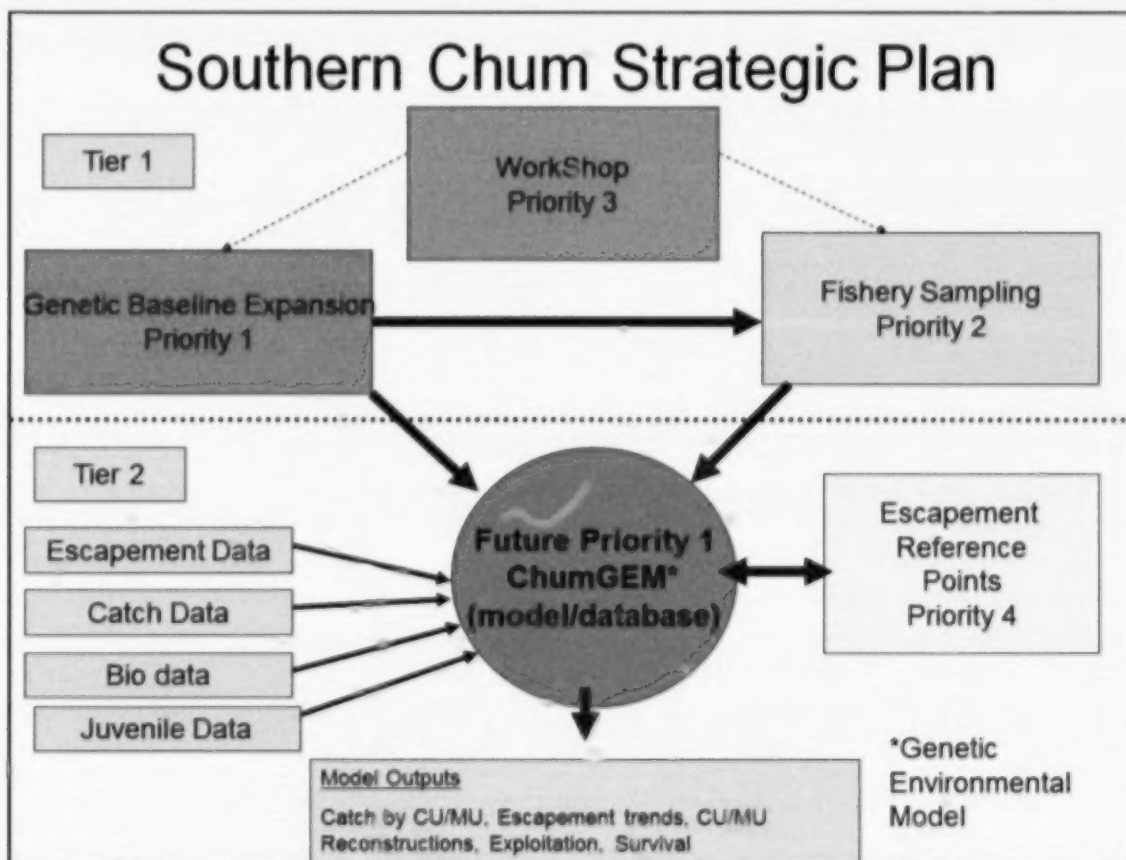 Southern Chum Strategic Plan
Tier 1
WorkShop
Priority 3
Genetic Baseline Expansion
Priority 1
Fishery Sampling
Priority 2
Tier 2
Escapement Data
Catch Data
Bio data
Juvenile Data
Future Priority 1
ChumGEM*
(model/database)
Escapement
Reference
Points
Priority 4
Model Outputs
Catch by CU/MU, Escapement trends, CU/MU
Reconstructions, Exploitation, Survival
*Genetic
Environmental
Model